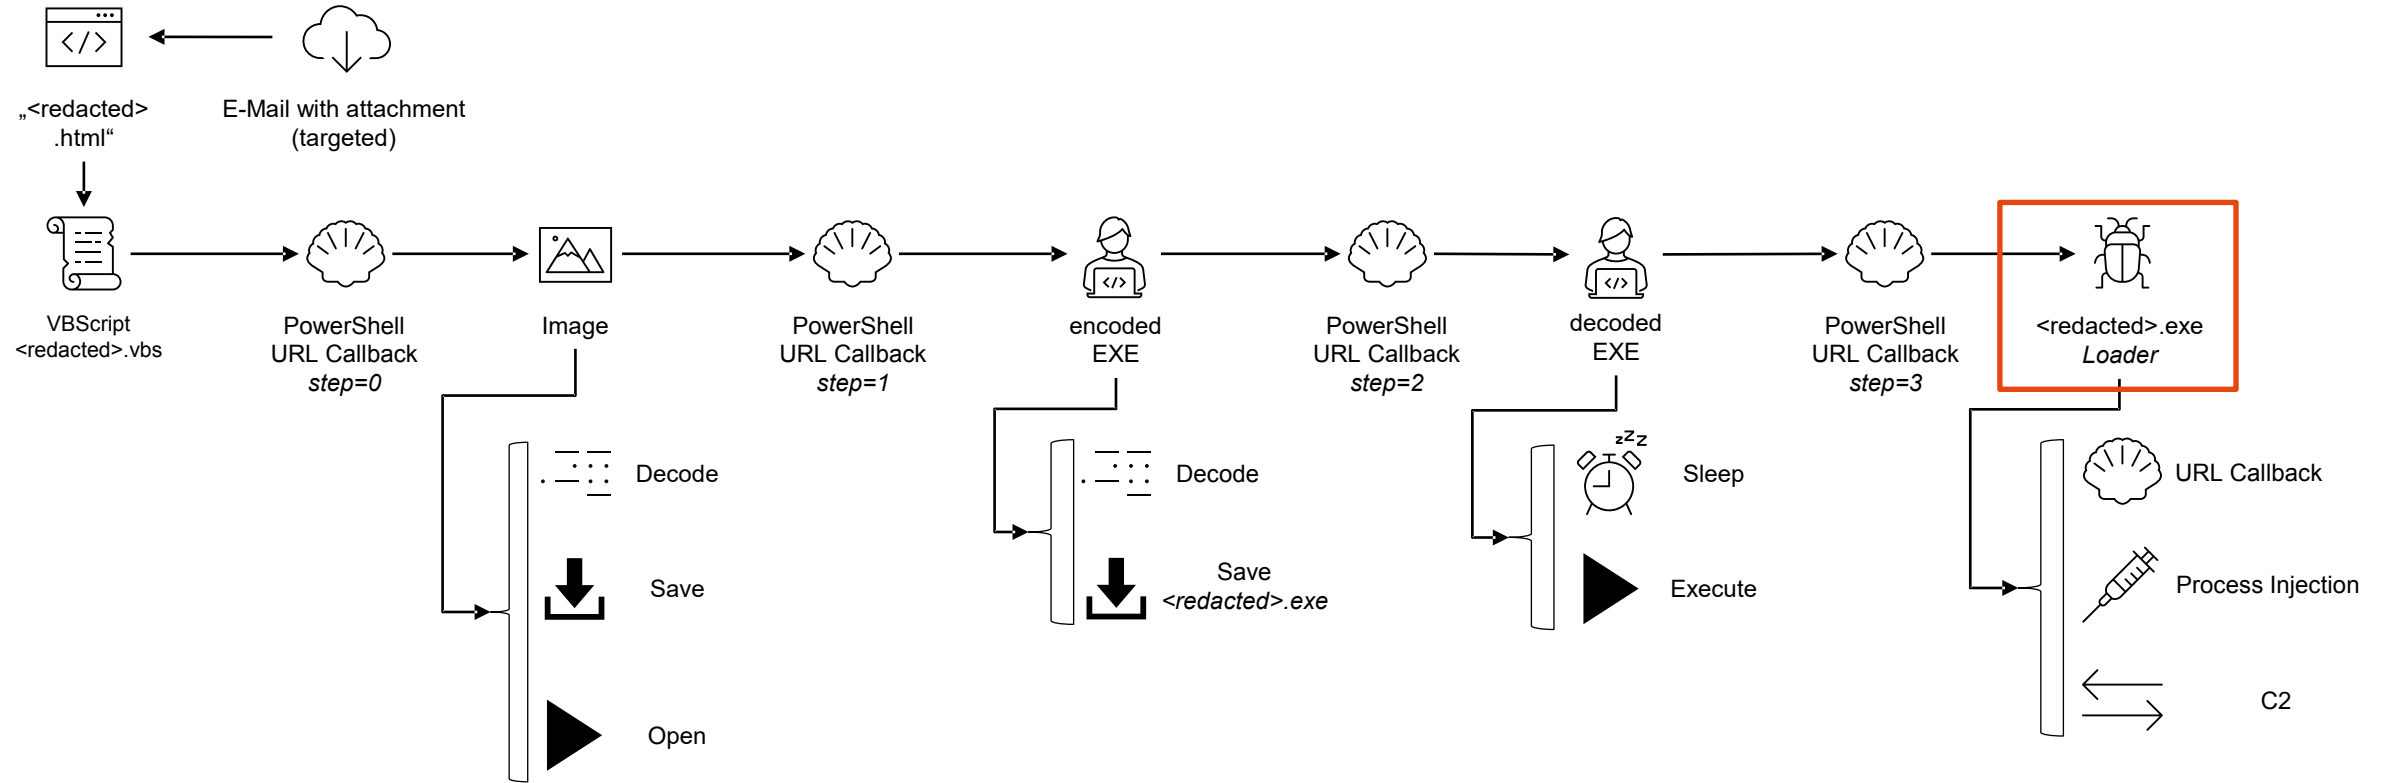 „<redacted>
.html“
E-Mail with attachment
(targeted)
VBScript
<redacted>.vbs
PowerShell
URL Callback
step=0
Image
PowerShell
URL Callback
step=1
encoded
EXE
PowerShell
URL Callback
step=2
decoded
EXE
PowerShell
URL Callback
step=3
<redacted>.exe
Loader
Decode
Save
Open
Decode
Save
<redacted>.exe
zZZ
Sleep
Execute
URL Callback
Process Injection
C2